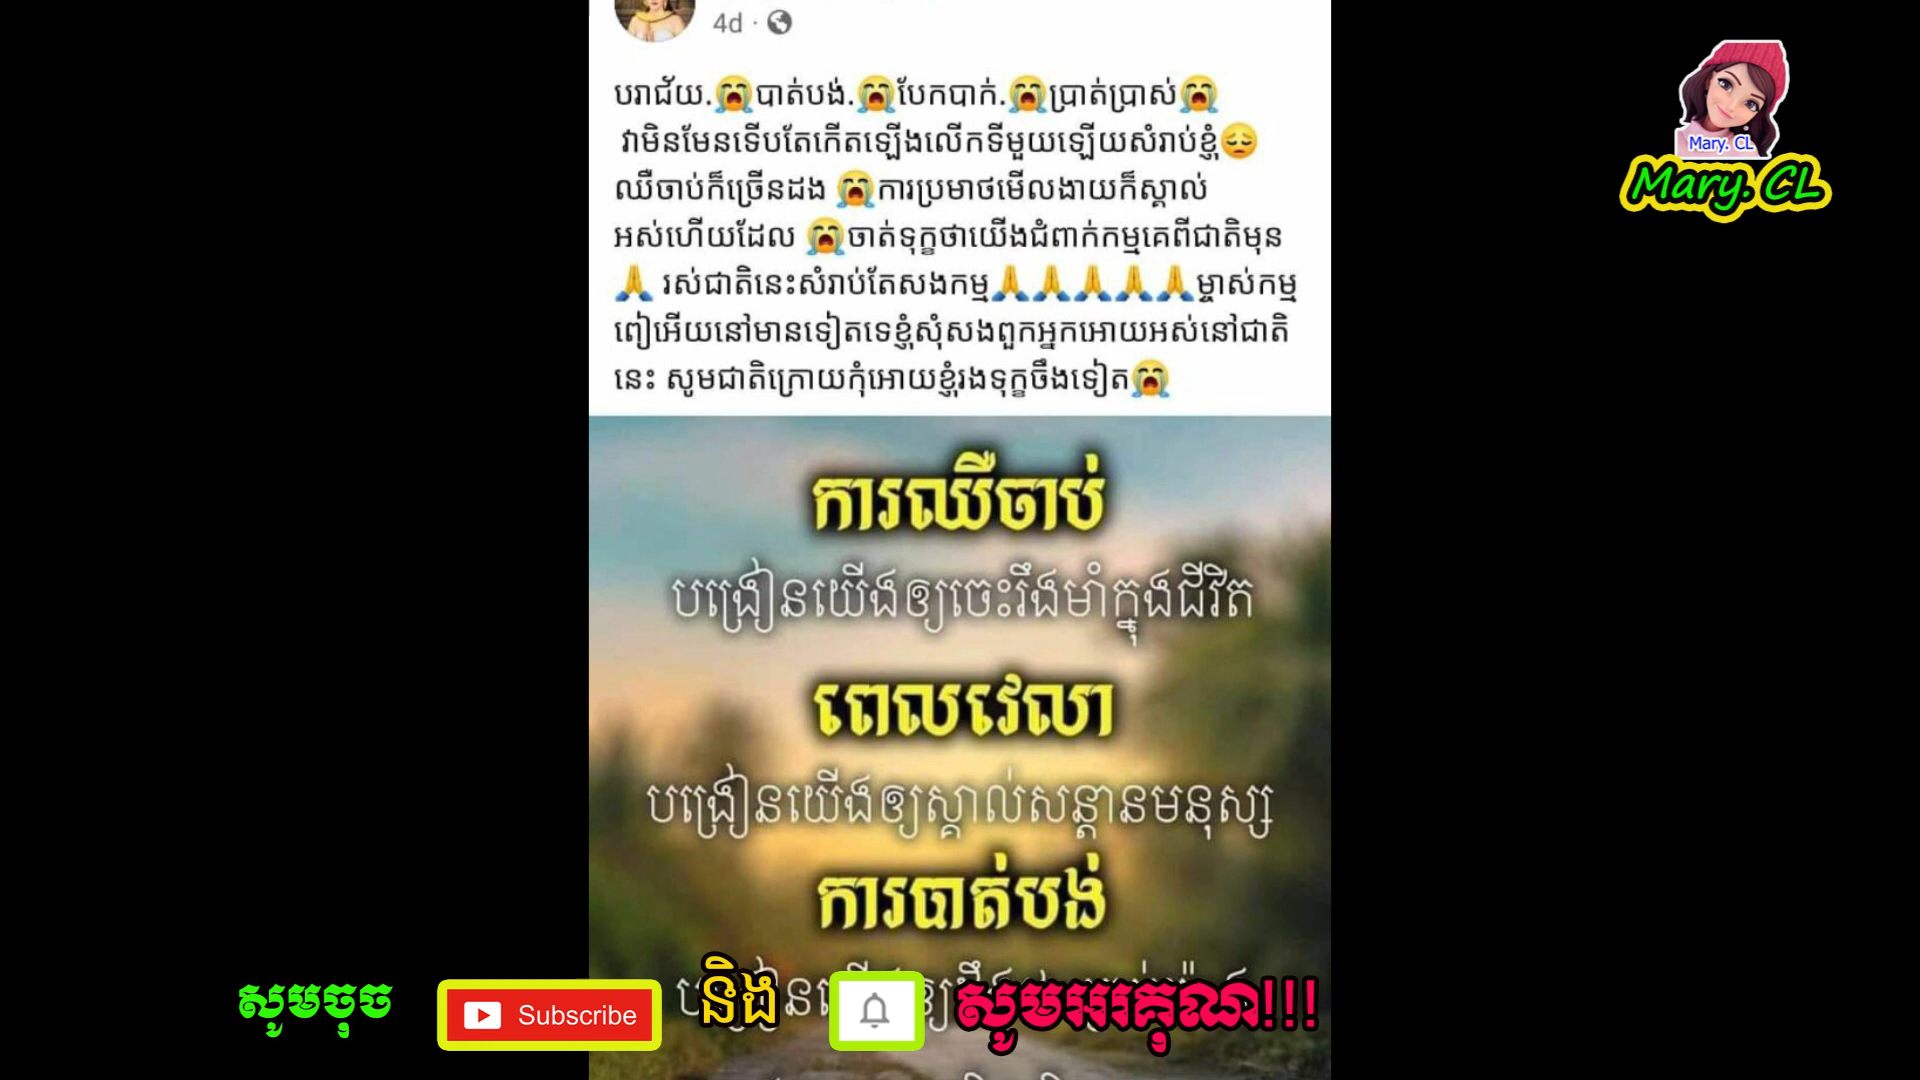 4d ·
បរាជ័យ.😭បាត់បង់.😭បែកបាក់.😭ប្រាត់ប្រាស់😭
វាមិនមែនទើបតែកើតឡើងលើកទីមួយឡើយសំរាប់ខ្ញុំ😔
ឈឺចាប់ក៏ច្រើនដង 😭ការប្រមាថមើលងាយក៏ស្គាល់
អស់ហើយដែល 😭ចាត់ទុក្ខថាយើងជំពាក់កម្មគេពីជាតិមុន
🙏 រស់ជាតិនេះសំរាប់តែសងកម្ម🙏🙏🙏🙏🙏ម្ចាស់កម្ម
ពៀអើយនៅមានទៀតទេខ្ញុំសុំសងពួកអ្នកអោយអស់នៅជាតិ
នេះ សូមជាតិក្រោយកុំអោយខ្ញុំរងទុក្ខចឹងទៀត😭
ការឈឺចាប់
បង្រៀនយើងឲ្យចេះរឹងមាំក្នុងជីវិត
ពេលវេលា
បង្រៀនយើងឲ្យស្គាល់សន្ដានមនុស្ស
ការបាត់បង់
សូមចុច
Subscribe
និង
សូមអរគុណ!!!
Mary. CL
Mary. CL